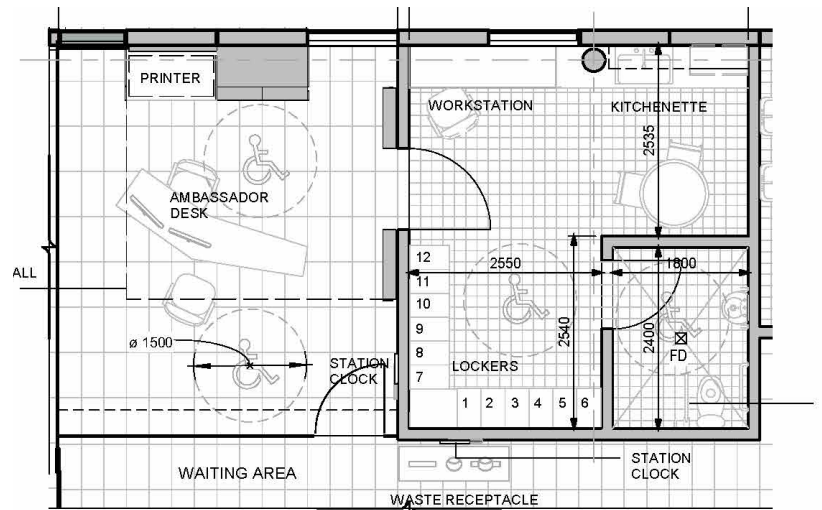 PRINTER
WORKSTATION
KITCHENETTE
2535
AMBASSADOR
DESK
ALL
12
11
10
9
8
7
2550
1800
2540
2400
FD
ø 1500
STATION
CLOCK
LOCKERS
1 2 3 4 5 6
WAITING AREA
STATION
CLOCK
WASTE RECEPTACLE